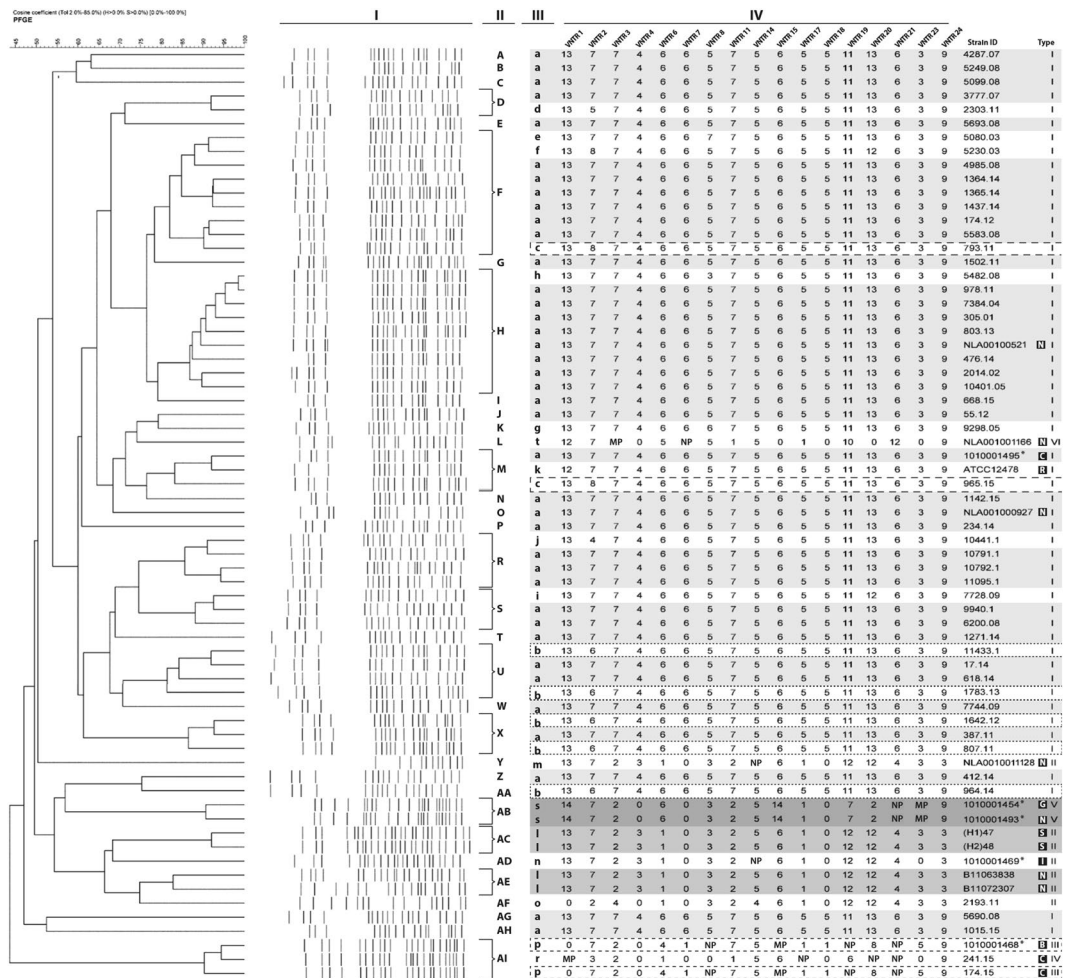 Cosine coefficient (Tol 2.0%-85.0%) (H>0.0% S>0.0%) [0.0%-100.0%]
PFGE
I II III IV
45 50 55 60 65 70 75 80 85 90 95 100
VNTR1 VNTR2 VNTR3 VNTR4 VNTR6 VNTR7 VNTR8 VNTR11 VNTR14 VNTR15 VNTR17 VNTR18 VNTR19 VNTR20 VNTR21 VNTR23 VNTR24 Strain ID Type
A a 13 7 7 4 6 6 5 7 5 6 5 5 11 13 6 3 9 4287.07 I
B a 13 7 7 4 6 6 5 7 5 6 5 5 11 13 6 3 9 5249.08 I
C a 13 7 7 4 6 6 5 7 5 6 5 5 11 13 6 3 9 5099.08 I
D a 13 7 7 4 6 6 5 7 5 6 5 5 11 13 6 3 9 3777.07 I
d 13 5 7 4 6 6 5 7 5 6 5 5 11 13 6 3 9 2303.11 I
E a 13 7 7 4 6 6 5 7 5 6 5 5 11 13 6 3 9 5693.08 I
e 13 7 7 4 6 6 7 7 5 6 5 5 11 13 6 3 9 5080.03 I
f 13 8 7 4 6 6 5 7 5 6 5 5 11 12 6 3 9 5230.03 I
a 13 7 7 4 6 6 5 7 5 6 5 5 11 13 6 3 9 4985.08 I
a 13 7 7 4 6 6 5 7 5 6 5 5 11 13 6 3 9 1364.14 I
F a 13 7 7 4 6 6 5 7 5 6 5 5 11 13 6 3 9 1365.14 I
a 13 7 7 4 6 6 5 7 5 6 5 5 11 13 6 3 9 1437.14 I
a 13 7 7 4 6 6 5 7 5 6 5 5 11 13 6 3 9 174.12 I
a 13 7 7 4 6 6 5 7 5 6 5 5 11 13 6 3 9 5583.08 I
c 13 8 7 4 6 6 5 7 5 6 5 5 11 13 6 3 9 793.11 I
G a 13 7 7 4 6 6 5 7 5 6 5 5 11 13 6 3 9 1502.11 I
h 13 7 7 4 6 6 3 7 5 6 5 5 11 13 6 3 9 5482.08 I
a 13 7 7 4 6 6 5 7 5 6 5 5 11 13 6 3 9 978.11 I
a 13 7 7 4 6 6 5 7 5 6 5 5 11 13 6 3 9 7384.04 I
a 13 7 7 4 6 6 5 7 5 6 5 5 11 13 6 3 9 305.01 I
H a 13 7 7 4 6 6 5 7 5 6 5 5 11 13 6 3 9 803.13 I
a 13 7 7 4 6 6 5 7 5 6 5 5 11 13 6 3 9 NLA00100521 N I
a 13 7 7 4 6 6 5 7 5 6 5 5 11 13 6 3 9 476.14 I
a 13 7 7 4 6 6 5 7 5 6 5 5 11 13 6 3 9 2014.02 I
a 13 7 7 4 6 6 5 7 5 6 5 5 11 13 6 3 9 10401.05 I
I a 13 7 7 4 6 6 5 7 5 6 5 5 11 13 6 3 9 668.15 I
J a 13 7 7 4 6 6 5 7 5 6 5 5 11 13 6 3 9 55.12 I
K g 13 7 7 4 6 6 6 7 5 6 5 5 11 13 6 3 9 9298.05 I
L t 12 7 MP 0 5 NP 5 1 5 0 1 0 10 0 12 0 9 NLA001001166 N VI
a 13 7 7 4 6 6 5 7 5 6 5 5 11 13 6 3 9 1010001495* C I
M k 12 7 7 4 6 6 5 7 5 6 5 5 11 13 6 3 9 ATCC12478 R I
c 13 8 7 4 6 6 5 7 5 6 5 5 11 13 6 3 9 965.15 I
N a 13 7 7 4 6 6 5 7 5 6 5 5 11 13 6 3 9 1142.15 I
O a 13 7 7 4 6 6 5 7 5 6 5 5 11 13 6 3 9 NLA001000927 N I
P a 13 7 7 4 6 6 5 7 5 6 5 5 11 13 6 3 9 234.14 I
j 13 4 7 4 6 6 5 7 5 6 5 5 11 13 6 3 9 10441.1 I
R a 13 7 7 4 6 6 5 7 5 6 5 5 11 13 6 3 9 10791.1 I
a 13 7 7 4 6 6 5 7 5 6 5 5 11 13 6 3 9 10792.1 I
a 13 7 7 4 6 6 5 7 5 6 5 5 11 13 6 3 9 11095.1 I
i 13 7 7 4 6 6 5 7 5 6 5 5 11 12 6 3 9 7728.09 I
S a 13 7 7 4 6 6 5 7 5 6 5 5 11 13 6 3 9 9940.1 I
a 13 7 7 4 6 6 5 7 5 6 5 5 11 13 6 3 9 6200.08 I
T a 13 7 7 4 6 6 5 7 5 6 5 5 11 13 6 3 9 1271.14 I
b 13 6 7 4 6 6 5 7 5 6 5 5 11 13 6 3 9 11433.1 I
U a 13 7 7 4 6 6 5 7 5 6 5 5 11 13 6 3 9 17.14 I
a 13 7 7 4 6 6 5 7 5 6 5 5 11 13 6 3 9 618.14 I
b 13 6 7 4 6 6 5 7 5 6 5 5 11 13 6 3 9 1783.13 I
W a 13 7 7 4 6 6 5 7 5 6 5 5 11 13 6 3 9 7744.09 I
b 13 6 7 4 6 6 5 7 5 6 5 5 11 13 6 3 9 1642.12 I
X a 13 7 7 4 6 6 5 7 5 6 5 5 11 13 6 3 9 387.11 I
b 13 6 7 4 6 6 5 7 5 6 5 5 11 13 6 3 9 807.11 I
Y m 13 7 2 3 1 0 3 2 NP 6 1 0 12 12 4 3 3 NLA0010011128 N II
Z a 13 7 7 4 6 6 5 7 5 6 5 5 11 13 6 3 9 412.14 I
AA b 13 6 7 4 6 6 5 7 5 6 5 5 11 13 6 3 9 964.14 I
AB s 14 7 2 0 6 0 3 2 5 14 1 0 7 2 NP MP 9 1010001454* G V
s 14 7 2 0 6 0 3 2 5 14 1 0 7 2 NP MP 9 1010001493* N V
AC l 13 7 2 3 1 0 3 2 5 6 1 0 12 12 4 3 3 (H1)47 S II
l 13 7 2 3 1 0 3 2 5 6 1 0 12 12 4 3 3 (H2)48 S II
AD n 13 7 2 3 1 0 3 2 NP 6 1 0 12 12 4 0 3 1010001469* I II
AE l 13 7 2 3 1 0 3 2 5 6 1 0 12 12 4 3 3 B11063838 N II
l 13 7 2 3 1 0 3 2 5 6 1 0 12 12 4 3 3 B11072307 N II
AF o 0 2 4 0 1 0 3 2 4 6 1 0 12 12 4 3 3 2193.11 II
AG a 13 7 7 4 6 6 5 7 5 6 5 5 11 13 6 3 9 5690.08 I
AH a 13 7 7 4 6 6 5 7 5 6 5 5 11 13 6 3 9 1015.15 I
p 0 7 2 0 4 1 NP 7 5 MP 1 1 NP 8 NP 5 9 1010001468* B III
AI r MP 3 2 0 1 0 0 1 5 6 NP 0 6 NP NP 0 9 241.15 C IV
p 0 7 2 0 4 1 NP 7 5 MP 1 1 NP NP NP 5 9 174.15 C III